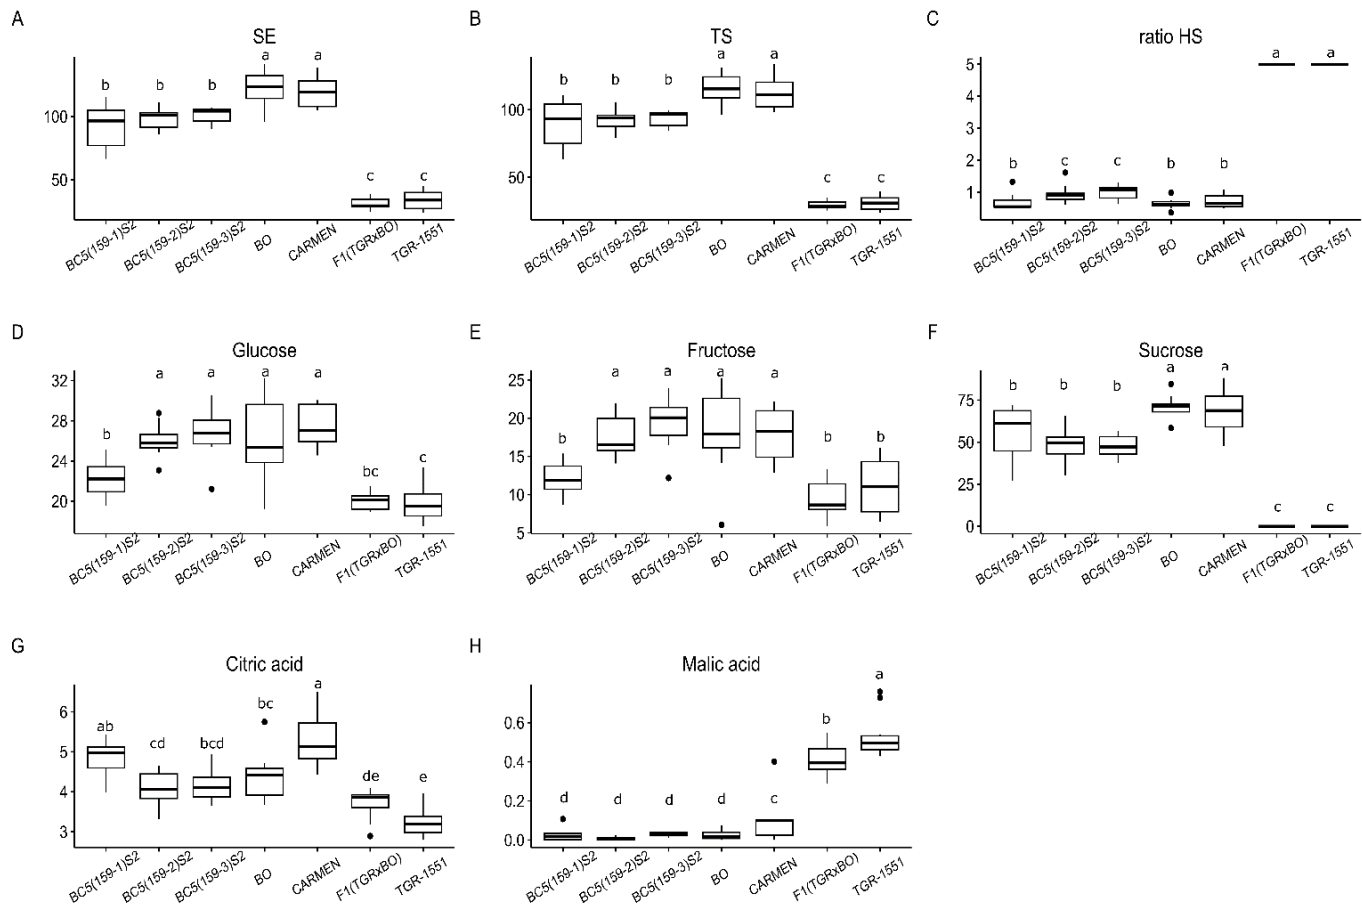 A
SE
a a
b b b
c c
100
50
BC5(159-1)S2 BC5(159-2)S2 BC5(159-3)S2 BO CARMEN F1(TGRxBO) TGR-1551
B
TS
a a
b b b
c c
100
50
BC5(159-1)S2 BC5(159-2)S2 BC5(159-3)S2 BO CARMEN F1(TGRxBO) TGR-1551
C
ratio HS
a a
b c c b b
5
4
3
2
1
BC5(159-1)S2 BC5(159-2)S2 BC5(159-3)S2 BO CARMEN F1(TGRxBO) TGR-1551
D
Glucose
a a a a
b
bc c
32
28
24
20
BC5(159-1)S2 BC5(159-2)S2 BC5(159-3)S2 BO CARMEN F1(TGRxBO) TGR-1551
E
Fructose
a a a a
b b b
25
20
15
10
5
BC5(159-1)S2 BC5(159-2)S2 BC5(159-3)S2 BO CARMEN F1(TGRxBO) TGR-1551
F
Sucrose
a a
b b b
c c
75
50
25
0
BC5(159-1)S2 BC5(159-2)S2 BC5(159-3)S2 BO CARMEN F1(TGRxBO) TGR-1551
G
Citric acid
ab cd bcd bc a de e
6
5
4
3
BC5(159-1)S2 BC5(159-2)S2 BC5(159-3)S2 BO CARMEN F1(TGRxBO) TGR-1551
H
Malic acid
d d d d c b a
0.6
0.4
0.2
0.0
BC5(159-1)S2 BC5(159-2)S2 BC5(159-3)S2 BO CARMEN F1(TGRxBO) TGR-1551